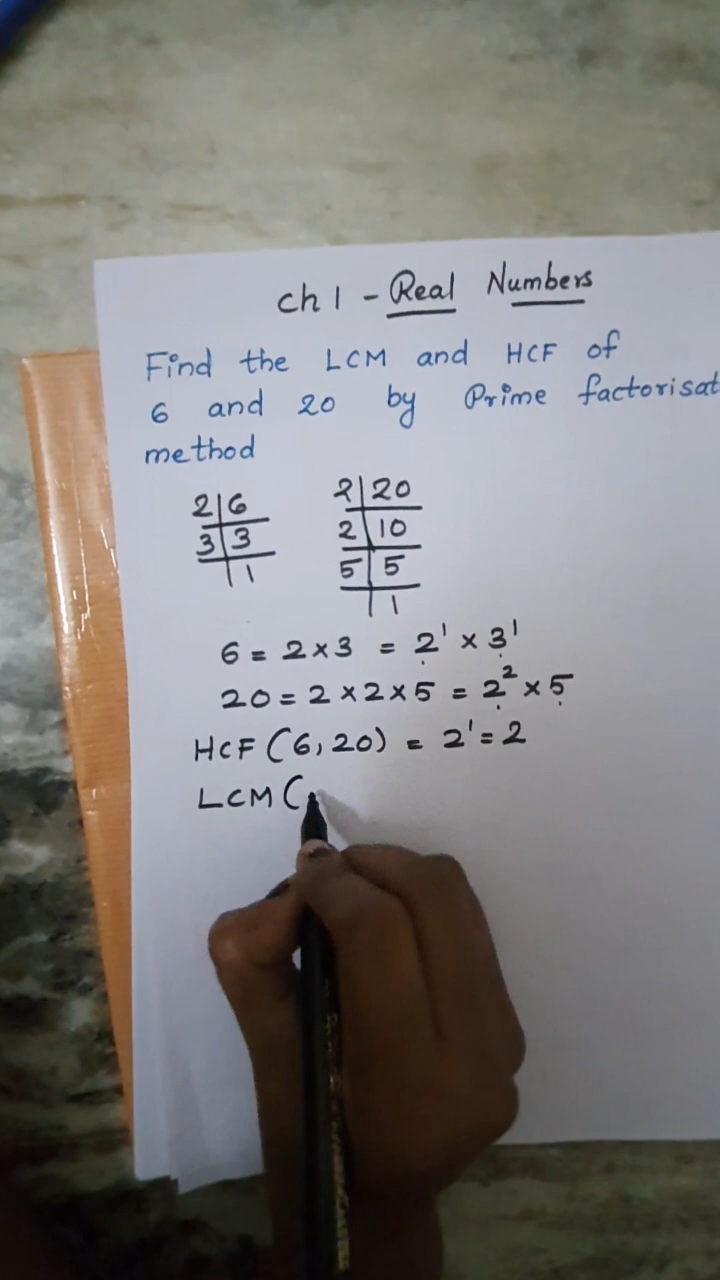 Ch 1 - Real Numbers
Find the LCM and HCF of
6 and 20 by Prime factorisat
method
2|6
3|3
|1
2|20
2|10
5|5
|1
6 = 2×3 = 2¹ × 3¹
20 = 2×2×5 = 2² × 5
HCF (6,20) = 2¹ = 2
LCM (